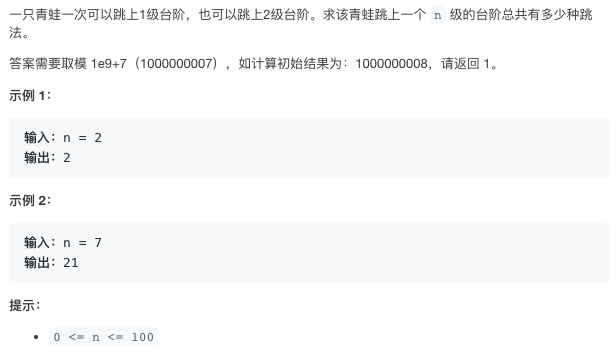 一只青蛙一次可以跳上1级台阶，也可以跳上2级台阶。求该青蛙跳上一个 n 级的台阶总共有多少种跳
法。
答案需要取模 1e9+7（1000000007），如计算初始结果为：1000000008，请返回 1。
示例 1：
输入：n = 2
输出：2
示例 2：
输入：n = 7
输出：21
提示：
• 0 <= n <= 100